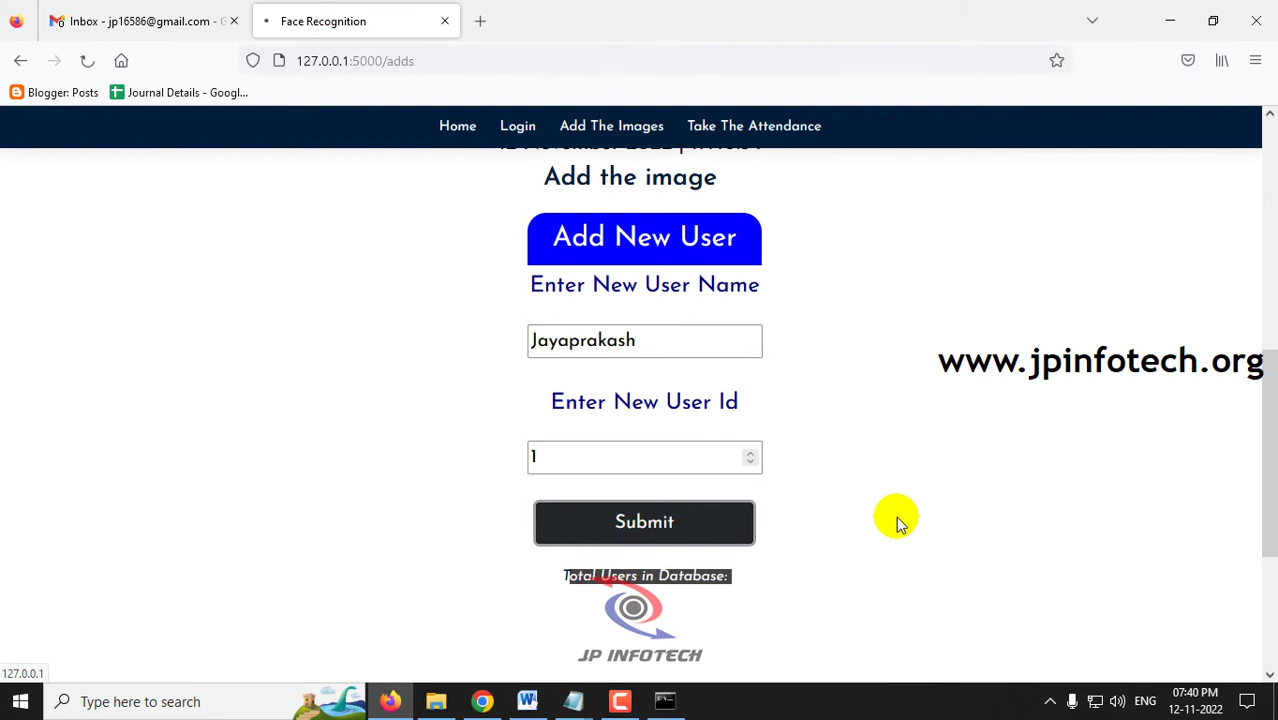 Inbox - jp16586@gmail.com - G
Face Recognition
127.0.0.1:5000/adds
Blogger: Posts
Journal Details - Googl...
Home
Login
Add The Images
Take The Attendance
12 November 2022 |
Add the image
Add New User
Enter New User Name
Jayaprakash
www.jpinfotech.org
Enter New User Id
1
Submit
Total Users in Database:
JP INFOTECH
127.0.0.1
Type here to search
ENG
07:40 PM
12-11-2022